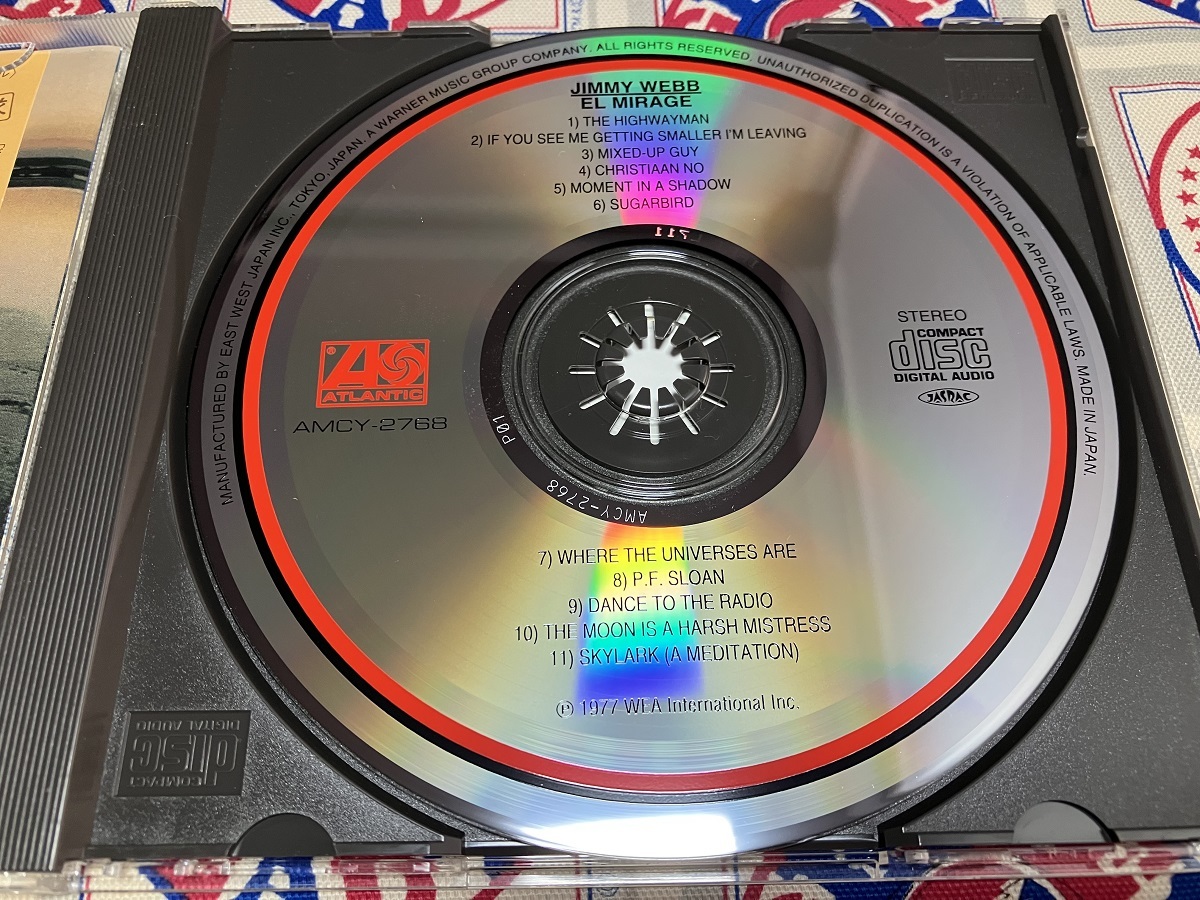 MANUFACTURED BY EAST WEST JAPAN INC., TOKYO, JAPAN. A WARNER MUSIC GROUP COMPANY. ALL RIGHTS RESERVED. UNAUTHORIZED DUPLICATION IS A VIOLATION OF APPLICABLE LAWS. MADE IN JAPAN.
JIMMY WEBB
EL MIRAGE
1) THE HIGHWAYMAN
2) IF YOU SEE ME GETTING SMALLER I'M LEAVING
3) MIXED-UP GUY
4) CHRISTIAAN NO
5) MOMENT IN A SHADOW
6) SUGARBIRD
711
® ATLANTIC
AMCY-2768
STEREO
COMPACT
disc
DIGITAL AUDIO
JASRAC
P01
AMCY-2768
7) WHERE THE UNIVERSES ARE
8) P.F. SLOAN
9) DANCE TO THE RADIO
10) THE MOON IS A HARSH MISTRESS
11) SKYLARK (A MEDITATION)
℗ 1977 WEA International Inc.
COMPACT
disc
DIGITAL AUDIO